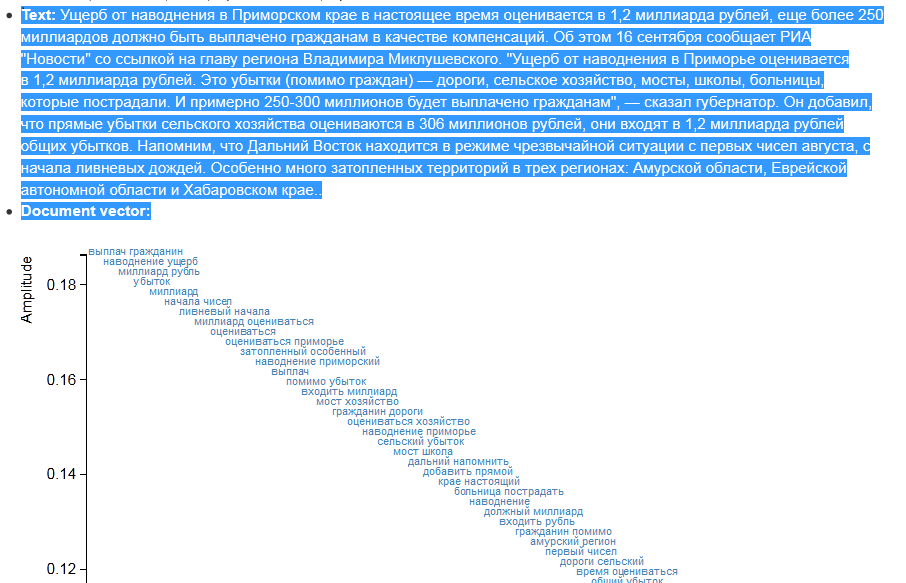 Text: Ущерб от наводнения в Приморском крае в настоящее время оценивается в 1,2 миллиарда рублей, еще более 250
миллиардов должно быть выплачено гражданам в качестве компенсаций. Об этом 16 сентября сообщает РИА
"Новости" со ссылкой на главу региона Владимира Миклушевского. "Ущерб от наводнения в Приморье оценивается
в 1,2 миллиарда рублей. Это убытки (помимо граждан) — дороги, сельское хозяйство, мосты, школы, больницы,
которые пострадали. И примерно 250-300 миллионов будет выплачено гражданам", — сказал губернатор. Он добавил,
что прямые убытки сельского хозяйства оцениваются в 306 миллионов рублей, они входят в 1,2 миллиарда рублей
общих убытков. Напомним, что Дальний Восток находится в режиме чрезвычайной ситуации с первых чисел августа, с
начала ливневых дождей. Особенно много затопленных территорий в трех регионах: Амурской области, Еврейской
автономной области и Хабаровском крае..
Document vector:
Amplitude
0.18
0.16
0.14
0.12
выплач гражданин
наводнение ущерб
миллиард рубль
убыток
миллиард
начала чисел
ливневый начала
миллиард оцениваться
оцениваться
оцениваться приморье
затопленный особенный
наводнение приморский
выплач
помимо убыток
входить миллиард
мост хозяйство
гражданин дороги
оцениваться хозяйство
наводнение приморье
сельский убыток
мост школа
дальний напомнить
добавить прямой
крае настоящий
больница пострадать
наводнение
должный миллиард
входить рубль
гражданин помимо
амурский регион
первый чисел
дороги сельский
время оцениваться
общий убыток